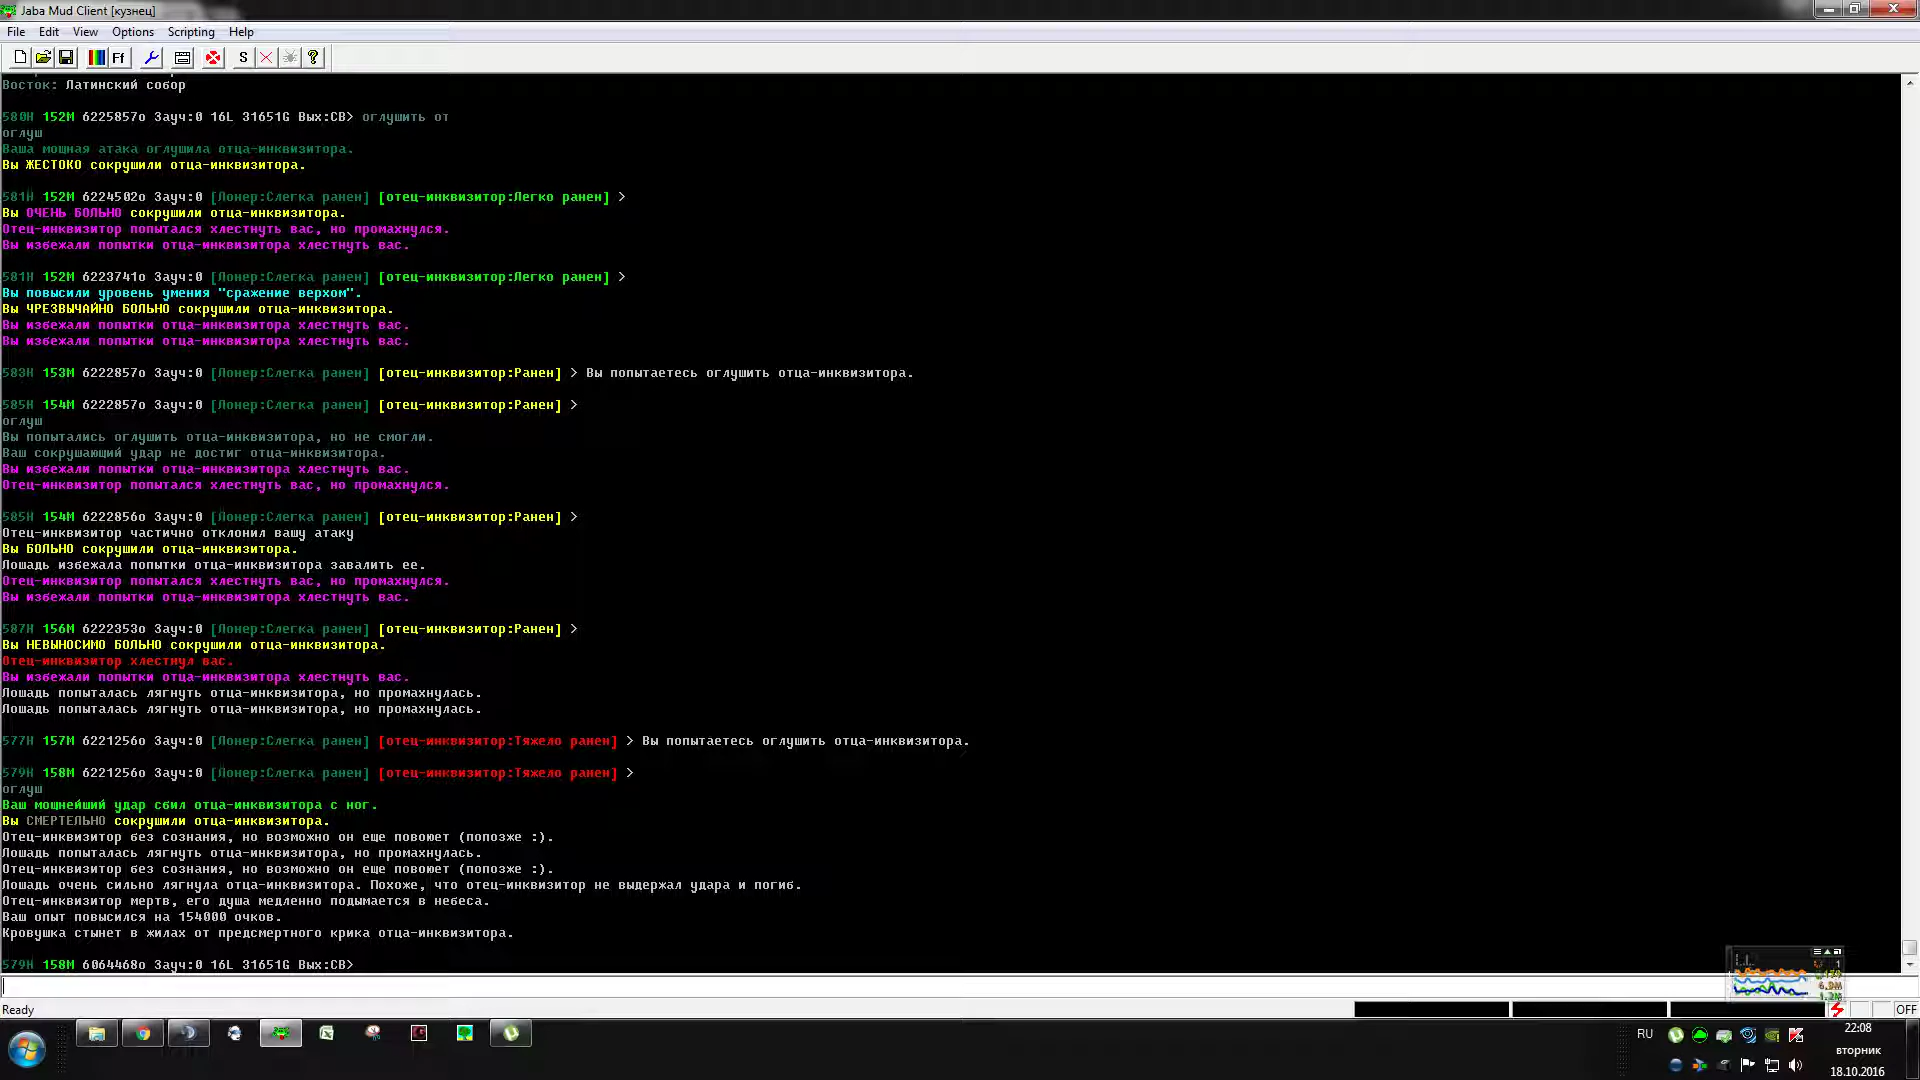 Jaba Mud Client [кузнец]
File Edit View Options Scripting Help
Ff S ?
Восток: Латинский собор
580H 152M 6225857о Зауч:0 16L 31651G Вых:СВ> оглушить от
оглуш
Ваша мощная атака оглушила отца-инквизитора.
Вы ЖЕСТОКО сокрушили отца-инквизитора.
581H 152M 6224502о Зауч:0 [Лонер:Слегка ранен] [отец-инквизитор:Легко ранен] >
Вы ОЧЕНЬ БОЛЬНО сокрушили отца-инквизитора.
Отец-инквизитор попытался хлестнуть вас, но промахнулся.
Вы избежали попытки отца-инквизитора хлестнуть вас.
581H 152M 6223741о Зауч:0 [Лонер:Слегка ранен] [отец-инквизитор:Легко ранен] >
Вы повысили уровень умения "сражение верхом".
Вы ЧРЕЗВЫЧАЙНО БОЛЬНО сокрушили отца-инквизитора.
Вы избежали попытки отца-инквизитора хлестнуть вас.
Вы избежали попытки отца-инквизитора хлестнуть вас.
583H 153M 6222857о Зауч:0 [Лонер:Слегка ранен] [отец-инквизитор:Ранен] > Вы попытаетесь оглушить отца-инквизитора.
585H 154M 6222857о Зауч:0 [Лонер:Слегка ранен] [отец-инквизитор:Ранен] >
оглуш
Вы попытались оглушить отца-инквизитора, но не смогли.
Ваш сокрушающий удар не достиг отца-инквизитора.
Вы избежали попытки отца-инквизитора хлестнуть вас.
Отец-инквизитор попытался хлестнуть вас, но промахнулся.
585H 154M 6222856о Зауч:0 [Лонер:Слегка ранен] [отец-инквизитор:Ранен] >
Отец-инквизитор частично отклонил вашу атаку
Вы БОЛЬНО сокрушили отца-инквизитора.
Лошадь избежала попытки отца-инквизитора завалить ее.
Отец-инквизитор попытался хлестнуть вас, но промахнулся.
Вы избежали попытки отца-инквизитора хлестнуть вас.
587H 156M 6222353о Зауч:0 [Лонер:Слегка ранен] [отец-инквизитор:Ранен] >
Вы НЕВЫНОСИМО БОЛЬНО сокрушили отца-инквизитора.
Отец-инквизитор хлестнул вас.
Вы избежали попытки отца-инквизитора хлестнуть вас.
Лошадь попыталась лягнуть отца-инквизитора, но промахнулась.
Лошадь попыталась лягнуть отца-инквизитора, но промахнулась.
577H 157M 6221256о Зауч:0 [Лонер:Слегка ранен] [отец-инквизитор:Тяжело ранен] > Вы попытаетесь оглушить отца-инквизитора.
579H 158M 6221256о Зауч:0 [Лонер:Слегка ранен] [отец-инквизитор:Тяжело ранен] >
оглуш
Ваш мощнейший удар сбил отца-инквизитора с ног.
Вы СМЕРТЕЛЬНО сокрушили отца-инквизитора.
Отец-инквизитор без сознания, но возможно он еще повоюет (попозже :).
Лошадь попыталась лягнуть отца-инквизитора, но промахнулась.
Отец-инквизитор без сознания, но возможно он еще повоюет (попозже :).
Лошадь очень сильно лягнула отца-инквизитора. Похоже, что отец-инквизитор не выдержал удара и погиб.
Отец-инквизитор мертв, его душа медленно подымается в небеса.
Ваш опыт повысился на 154000 очков.
Кровушка стынет в жилах от предсмертного крика отца-инквизитора.
579H 158M 6064468о Зауч:0 16L 31651G Вых:СВ>
Ready OFF
RU
22:08
вторник
18.10.2016